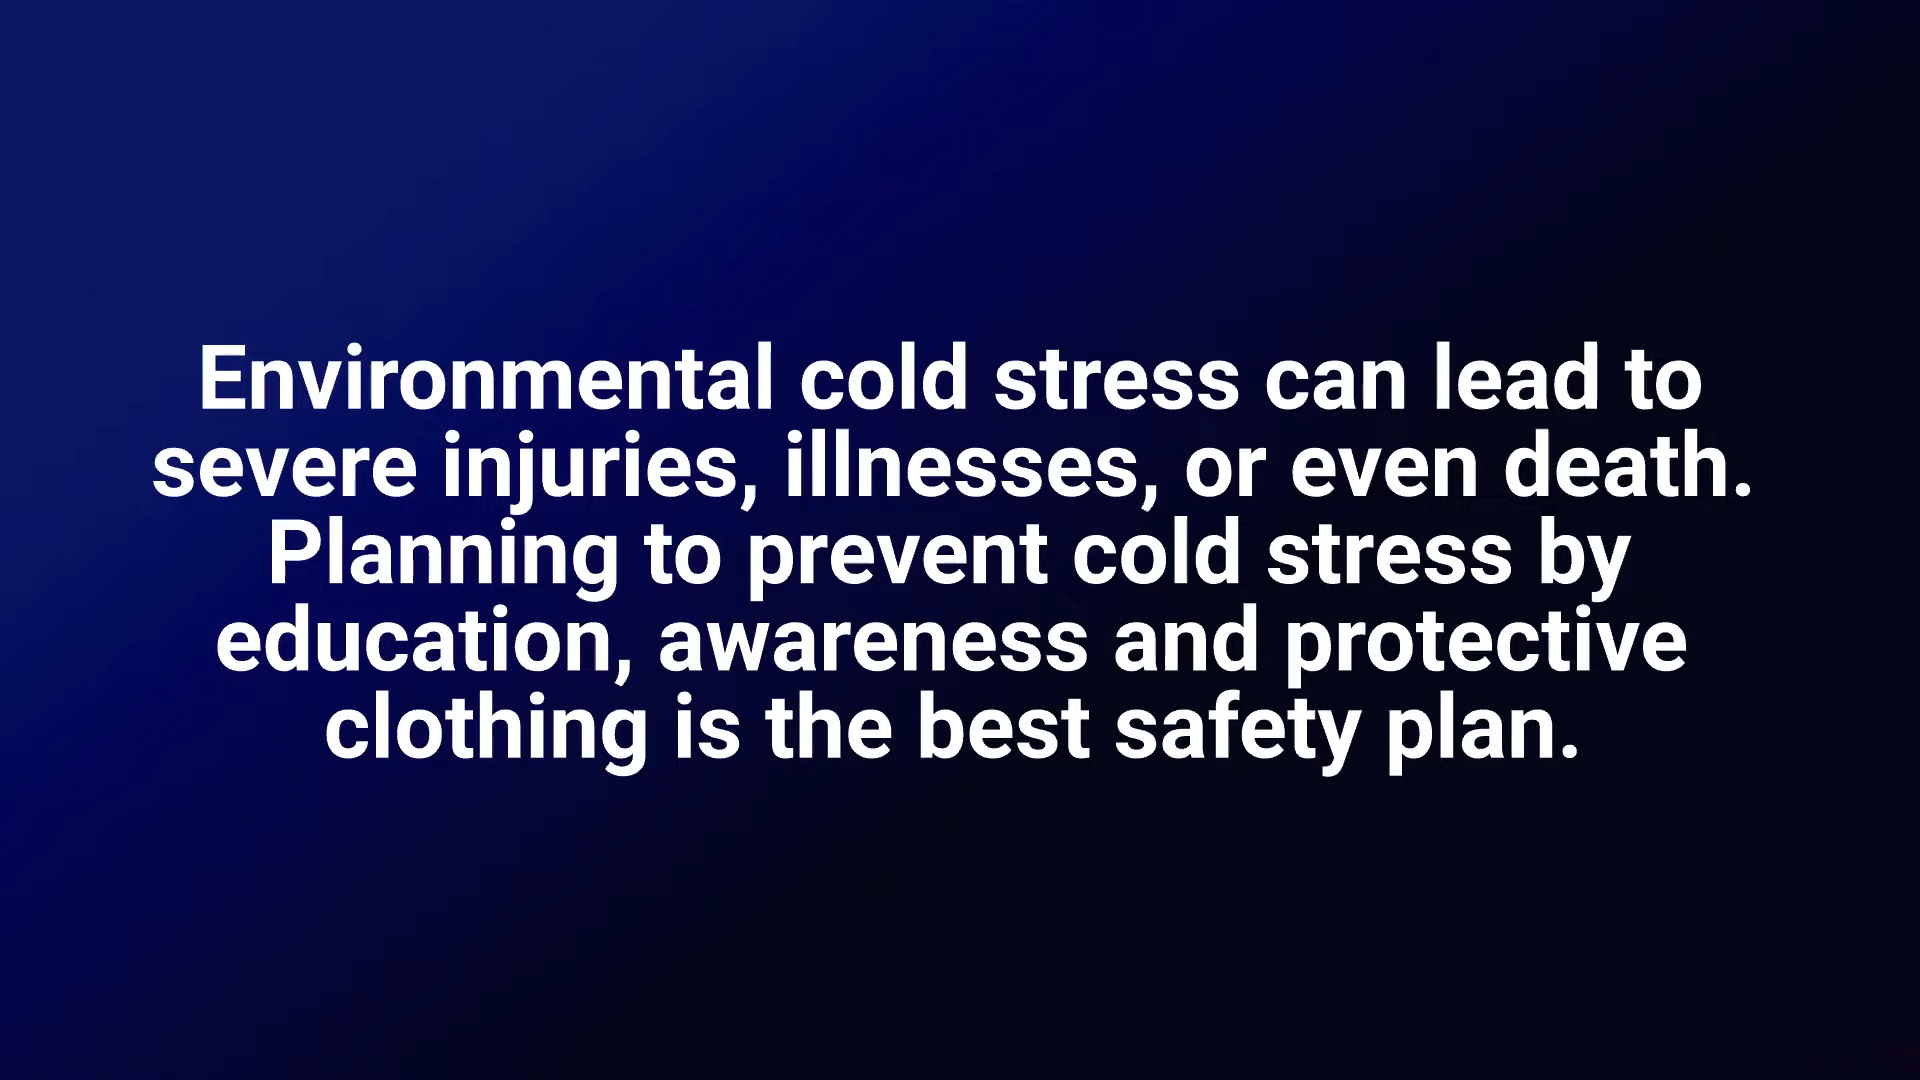 Environmental cold stress can lead to
severe injuries, illnesses, or even death.
Planning to prevent cold stress by
education, awareness and protective
clothing is the best safety plan.